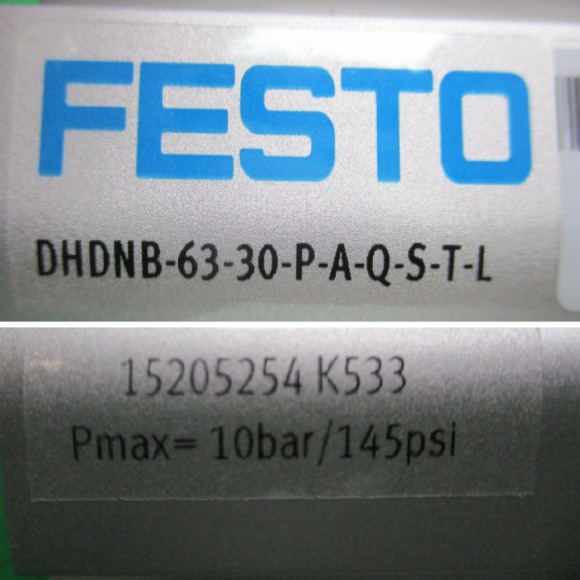 FESTO
DHDNB-63-30-P-A-Q-S-T-L
15205254 K533
Pmax= 10bar/145psi